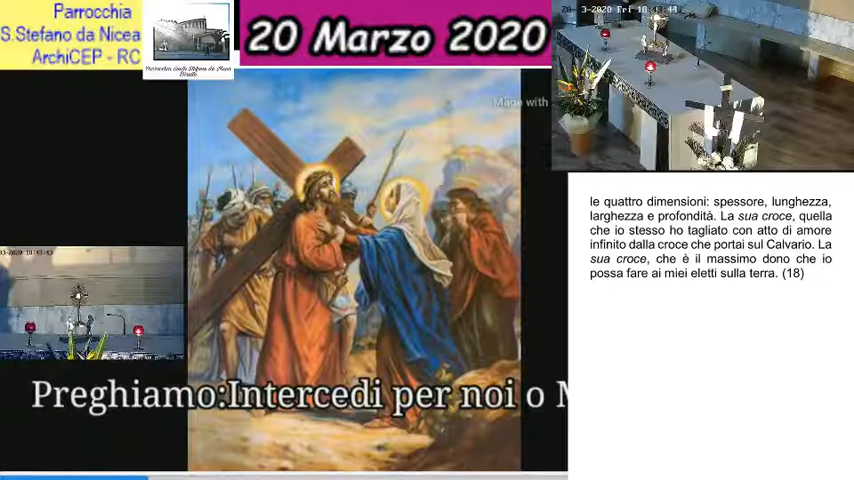 Parrocchia
S.Stefano da Nicea
ArchiCEP - RC
20 Marzo 2020
Made with
3-2020 Fri
le quattro dimensioni: spessore, lunghezza,
larghezza e profondità. La sua croce, quella
che io stesso ho tagliato con atto di amore
infinito dalla croce che portai sul Calvario. La
sua croce, che è il massimo dono che io
possa fare ai miei eletti sulla terra. (18)
Preghiamo:Intercedi per noi o